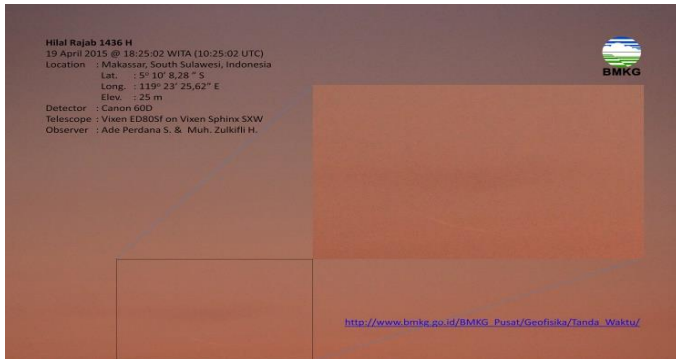 Hilal Rajab 1436 H
19 April 2015 @ 18:25:02 WITA (10:25:02 UTC)
Location : Makassar, South Sulawesi, Indonesia
Lat. : 5º 10' 8,28 " S
Long. : 119º 23' 25,62" E
Elev. : 25 m
Detector : Canon 60D
Telescope : Vixen ED80Sf on Vixen Sphinx SXW
Observer : Ade Perdana S. & Muh. Zulkifli H.
BMKG
http://www.bmkg.go.id/BMKG_Pusat/Geofisika/Tanda_Waktu/